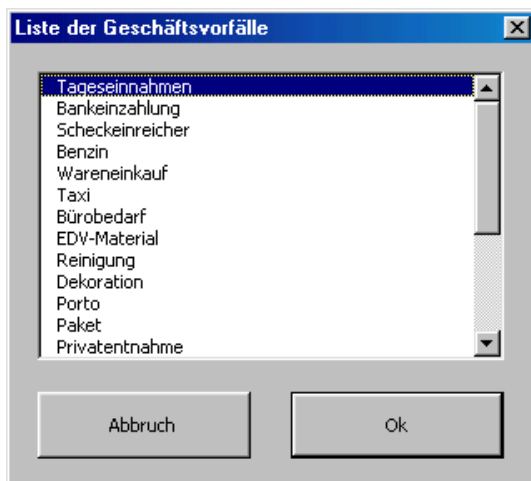 Liste der Geschäftsvorfälle
Tageseinnahmen
Bankeinzahlung
Scheckeinreicher
Benzin
Wareneinkauf
Taxi
Bürobedarf
EDV-Material
Reinigung
Dekoration
Porto
Paket
Privatentnahme
Abbruch Ok